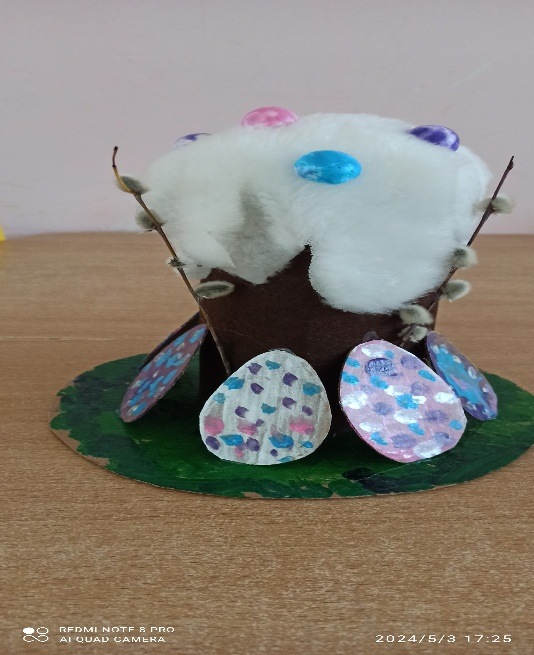 REDMI NOTE 8 PRO
AI QUAD CAMERA
2024/5/3 17:25